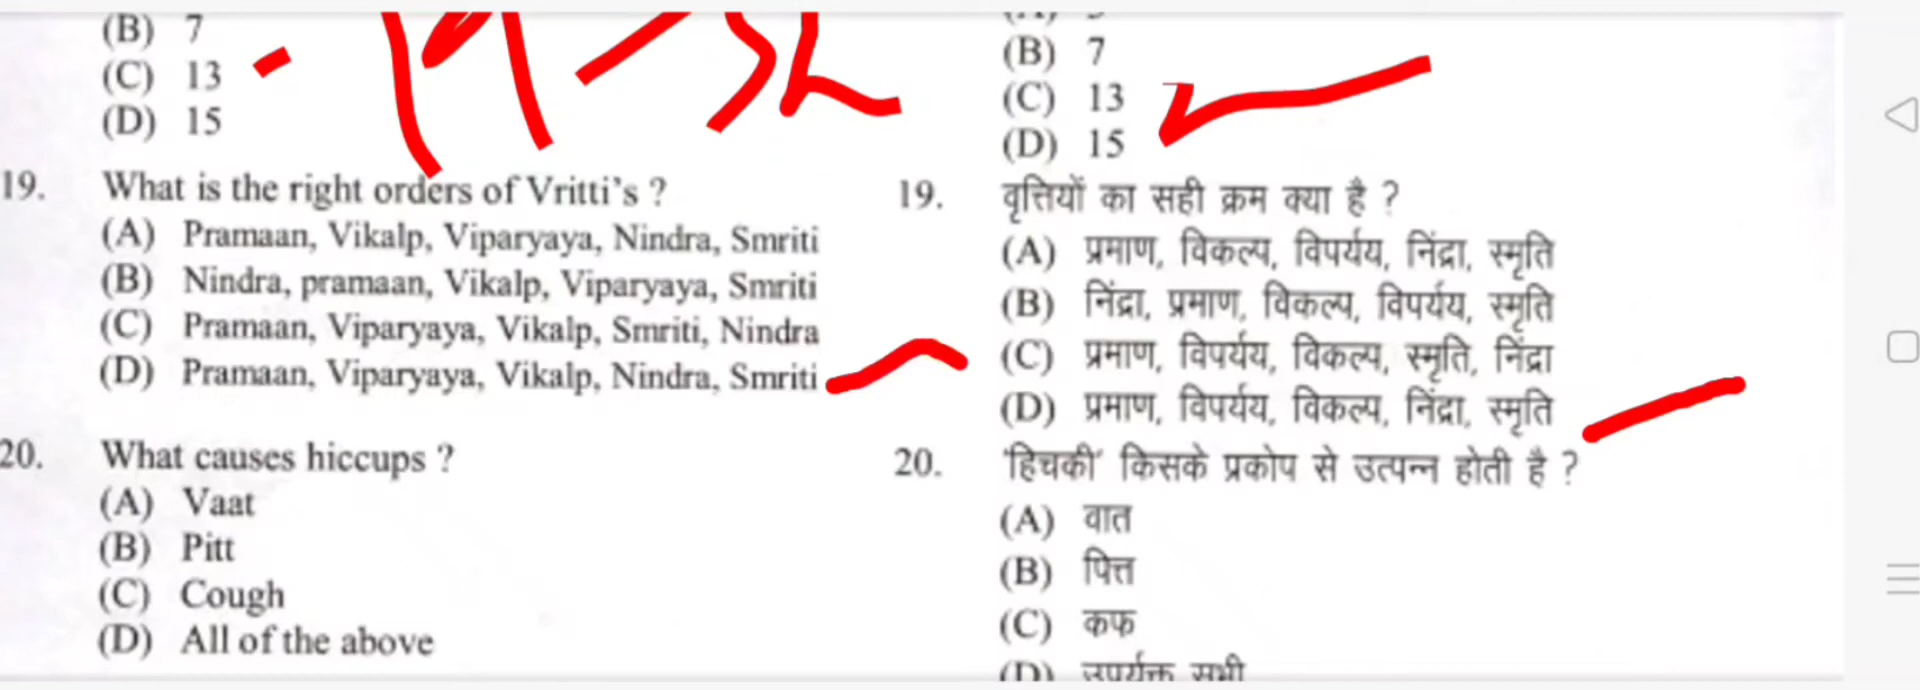 (B) 7
(C) 13
(D) 15
19. What is the right orders of Vritti's ?
(A) Pramaan, Vikalp, Viparyaya, Nindra, Smriti
(B) Nindra, pramaan, Vikalp, Viparyaya, Smriti
(C) Pramaan, Viparyaya, Vikalp, Smriti, Nindra
(D) Pramaan, Viparyaya, Vikalp, Nindra, Smriti
20. What causes hiccups ?
(A) Vaat
(B) Pitt
(C) Cough
(D) All of the above
(B) 7
(C) 13
(D) 15
19. वृत्तियों का सही क्रम क्या है ?
(A) प्रमाण, विकल्प, विपर्यय, निंद्रा, स्मृति
(B) निंद्रा, प्रमाण, विकल्प, विपर्यय, स्मृति
(C) प्रमाण, विपर्यय, विकल्प, स्मृति, निंद्रा
(D) प्रमाण, विपर्यय, विकल्प, निंद्रा, स्मृति
20. 'हिचकी' किसके प्रकोप से उत्पन्न होती है ?
(A) वात
(B) पित्त
(C) कफ
(D) उपर्युक्त सभी